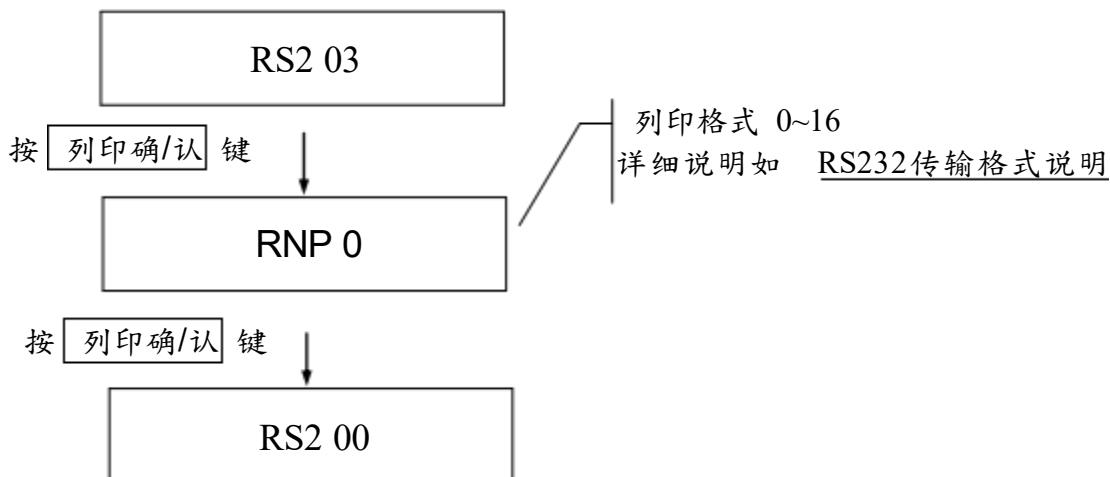 RS2 03
按 列印确/认 键
列印格式 0~16
详细说明如 RS232传输格式说明
RNP 0
按 列印确/认 键
RS2 00